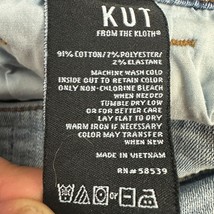 KUT
FROM THE KLOTH®
91% COTTON/7% POLYESTER/
2% ELASTANE
MACHINE WASH COLD
INSIDE OUT TO RETAIN COLOR
ONLY NON-CHLORINE BLEACH
WHEN NEEDED
TUMBLE DRY LOW
OR FOR BETTER CARE
LAY FLAT TO DRY
WARM IRON IF NECESSARY
COLOR MAY TRANSFER
WHEN NEW
MADE IN VIETNAM
RN# 58539